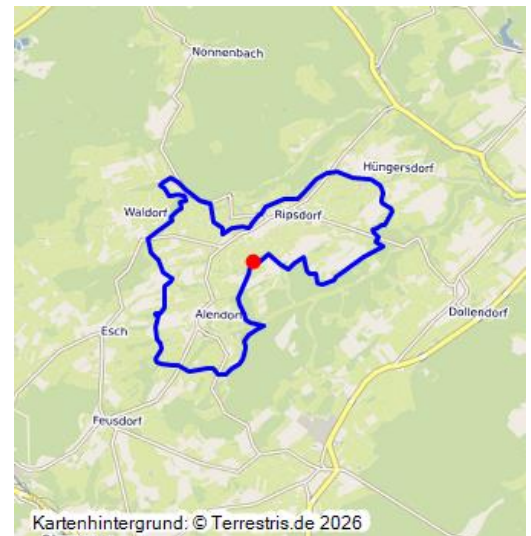 Nonnenbach
Hüngersdorf
Waldorf
Ripsdorf
Alendorf
Dollendorf
Esch
Feusdorf
Kartenhintergrund: © Terrestris.de 2026